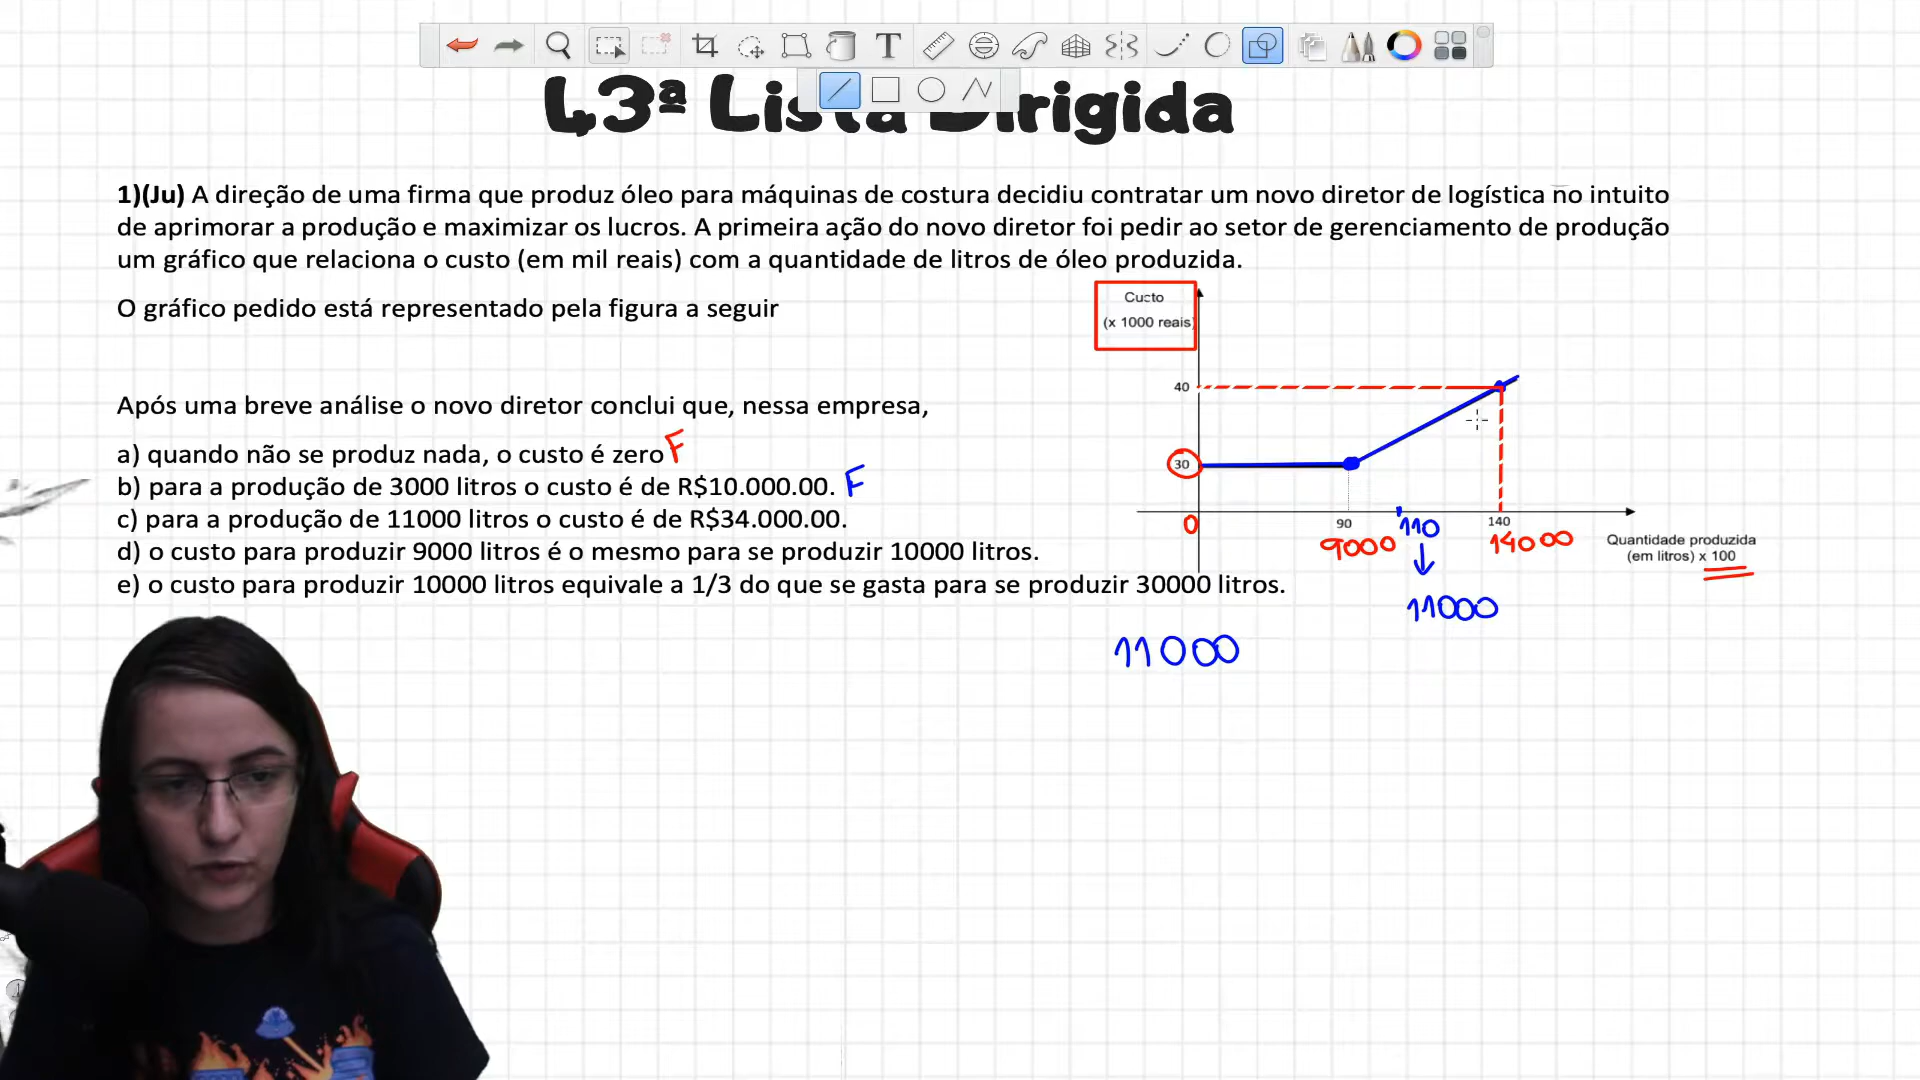 43ª Lista Dirigida
1)(Ju) A direção de uma firma que produz óleo para máquinas de costura decidiu contratar um novo diretor de logística no intuito
de aprimorar a produção e maximizar os lucros. A primeira ação do novo diretor foi pedir ao setor de gerenciamento de produção
um gráfico que relaciona o custo (em mil reais) com a quantidade de litros de óleo produzida.
O gráfico pedido está representado pela figura a seguir
Custo
(x 1000 reais)
40
30
0
90
110
140
9000
14000
11000
Quantidade produzida
(em litros) x 100
Após uma breve análise o novo diretor conclui que, nessa empresa,
a) quando não se produz nada, o custo é zero F
b) para a produção de 3000 litros o custo é de R$10.000.00. F
c) para a produção de 11000 litros o custo é de R$34.000.00.
d) o custo para produzir 9000 litros é o mesmo para se produzir 10000 litros.
e) o custo para produzir 10000 litros equivale a 1/3 do que se gasta para se produzir 30000 litros.
11000